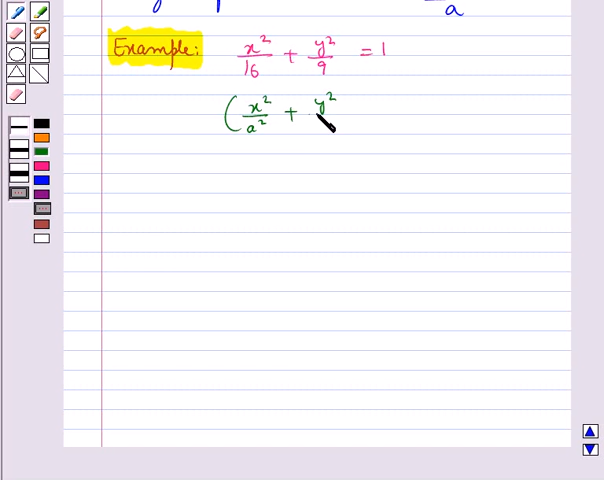 a
Example: x²/16 + y²/9 = 1
(x²/a² + y²